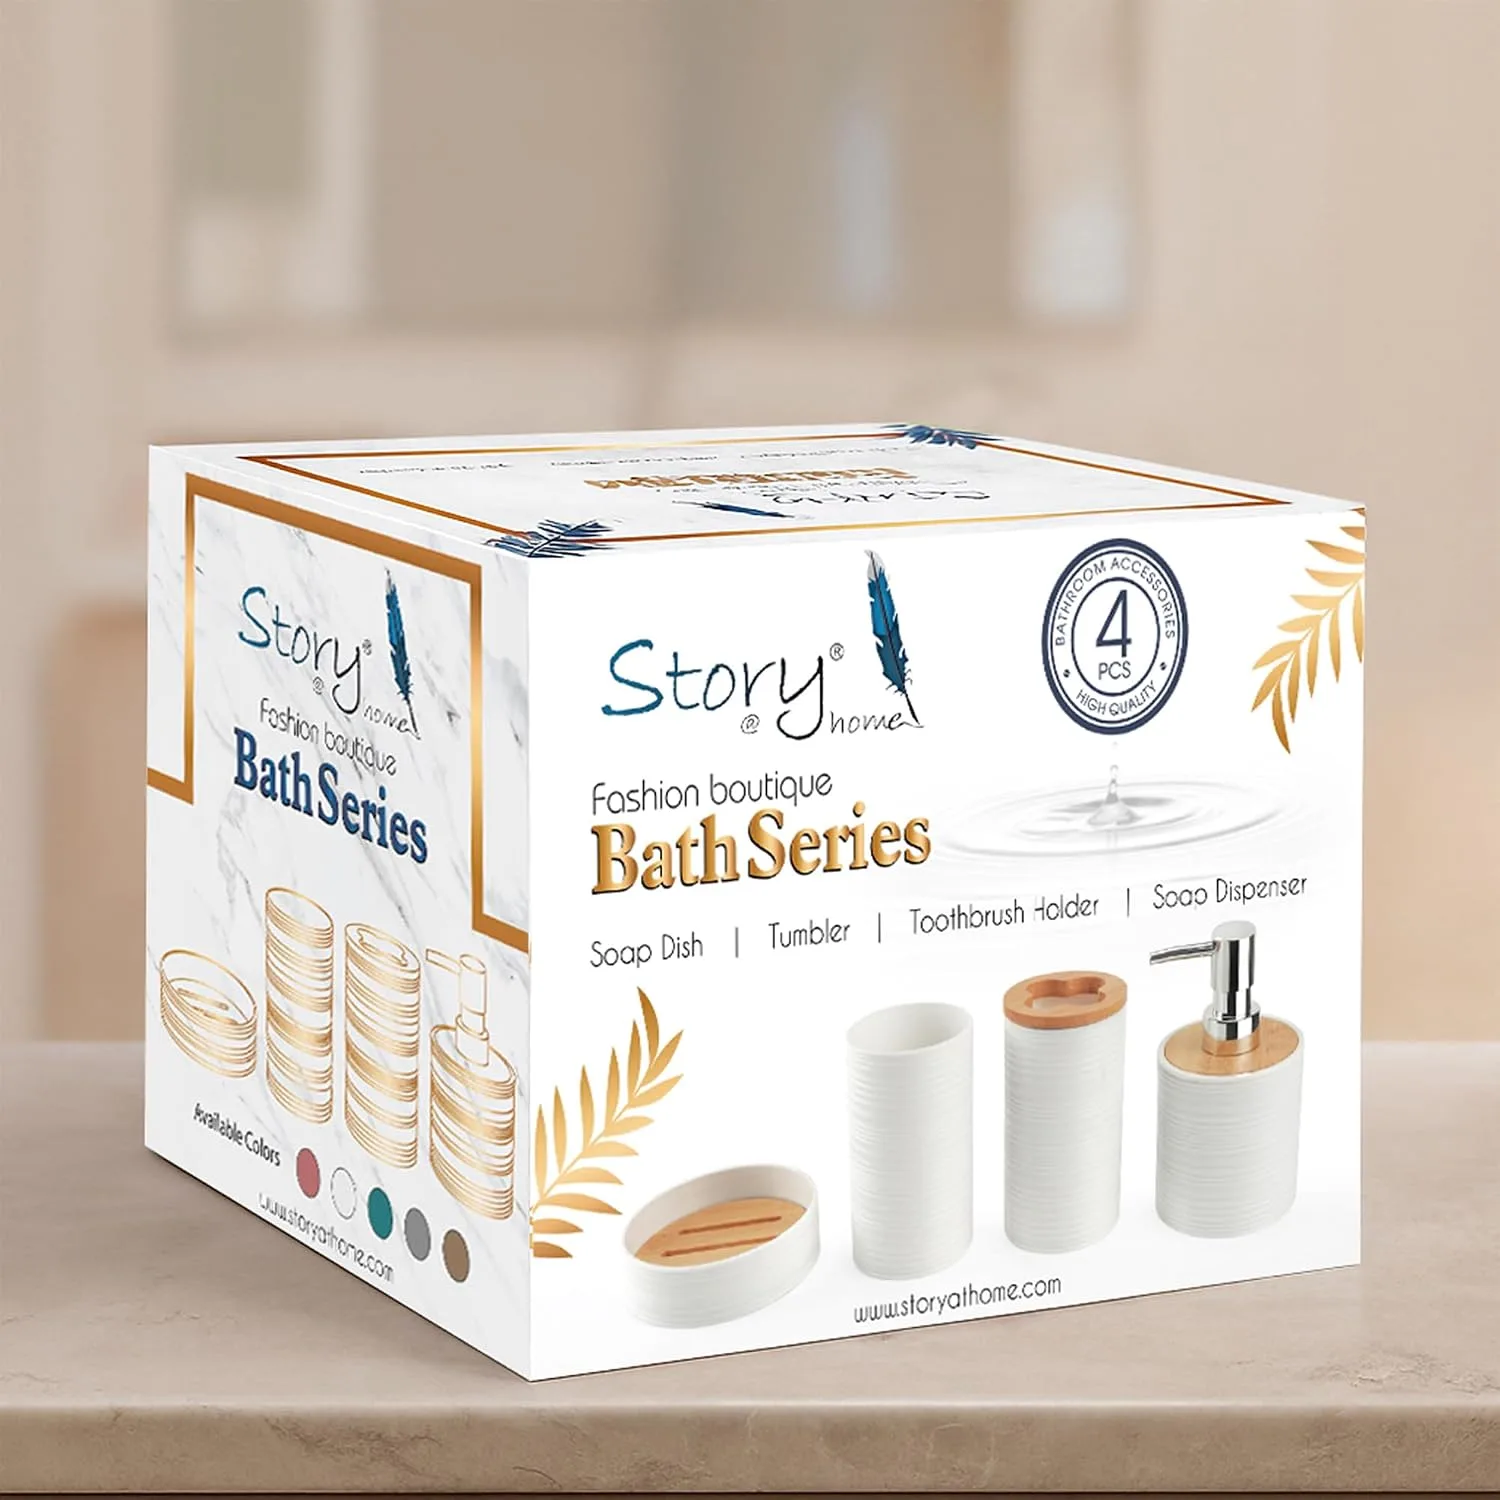 Story®
@ home
Fashion boutique
Bath Series
Available Colors
www.storyathome.com
Story®
@ home
Fashion boutique
Bath Series
Soap Dish | Tumbler | Toothbrush Holder | Soap Dispenser
BATHROOM ACCESSORIES
4
PCS
HIGH QUALITY
www.storyathome.com